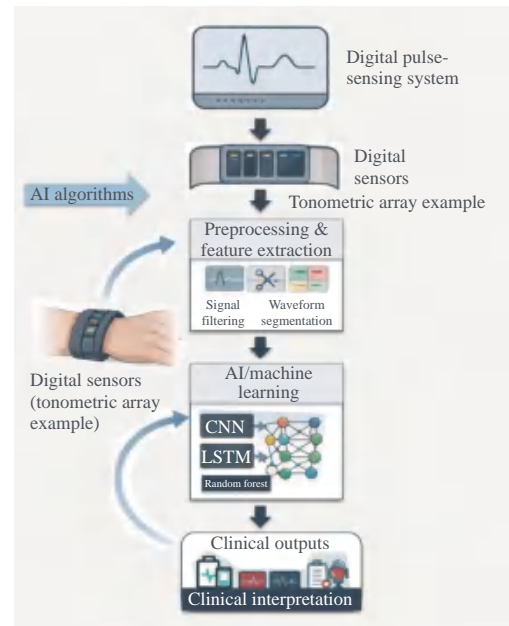 Digital pulse-
sensing system
Digital
sensors
Tonometric array example
AI algorithms
Preprocessing &
feature extraction
Signal
filtering
Waveform
segmentation
Digital sensors
(tonometric array
example)
AI/machine
learning
CNN
LSTM
Random forest
Clinical outputs
Clinical interpretation